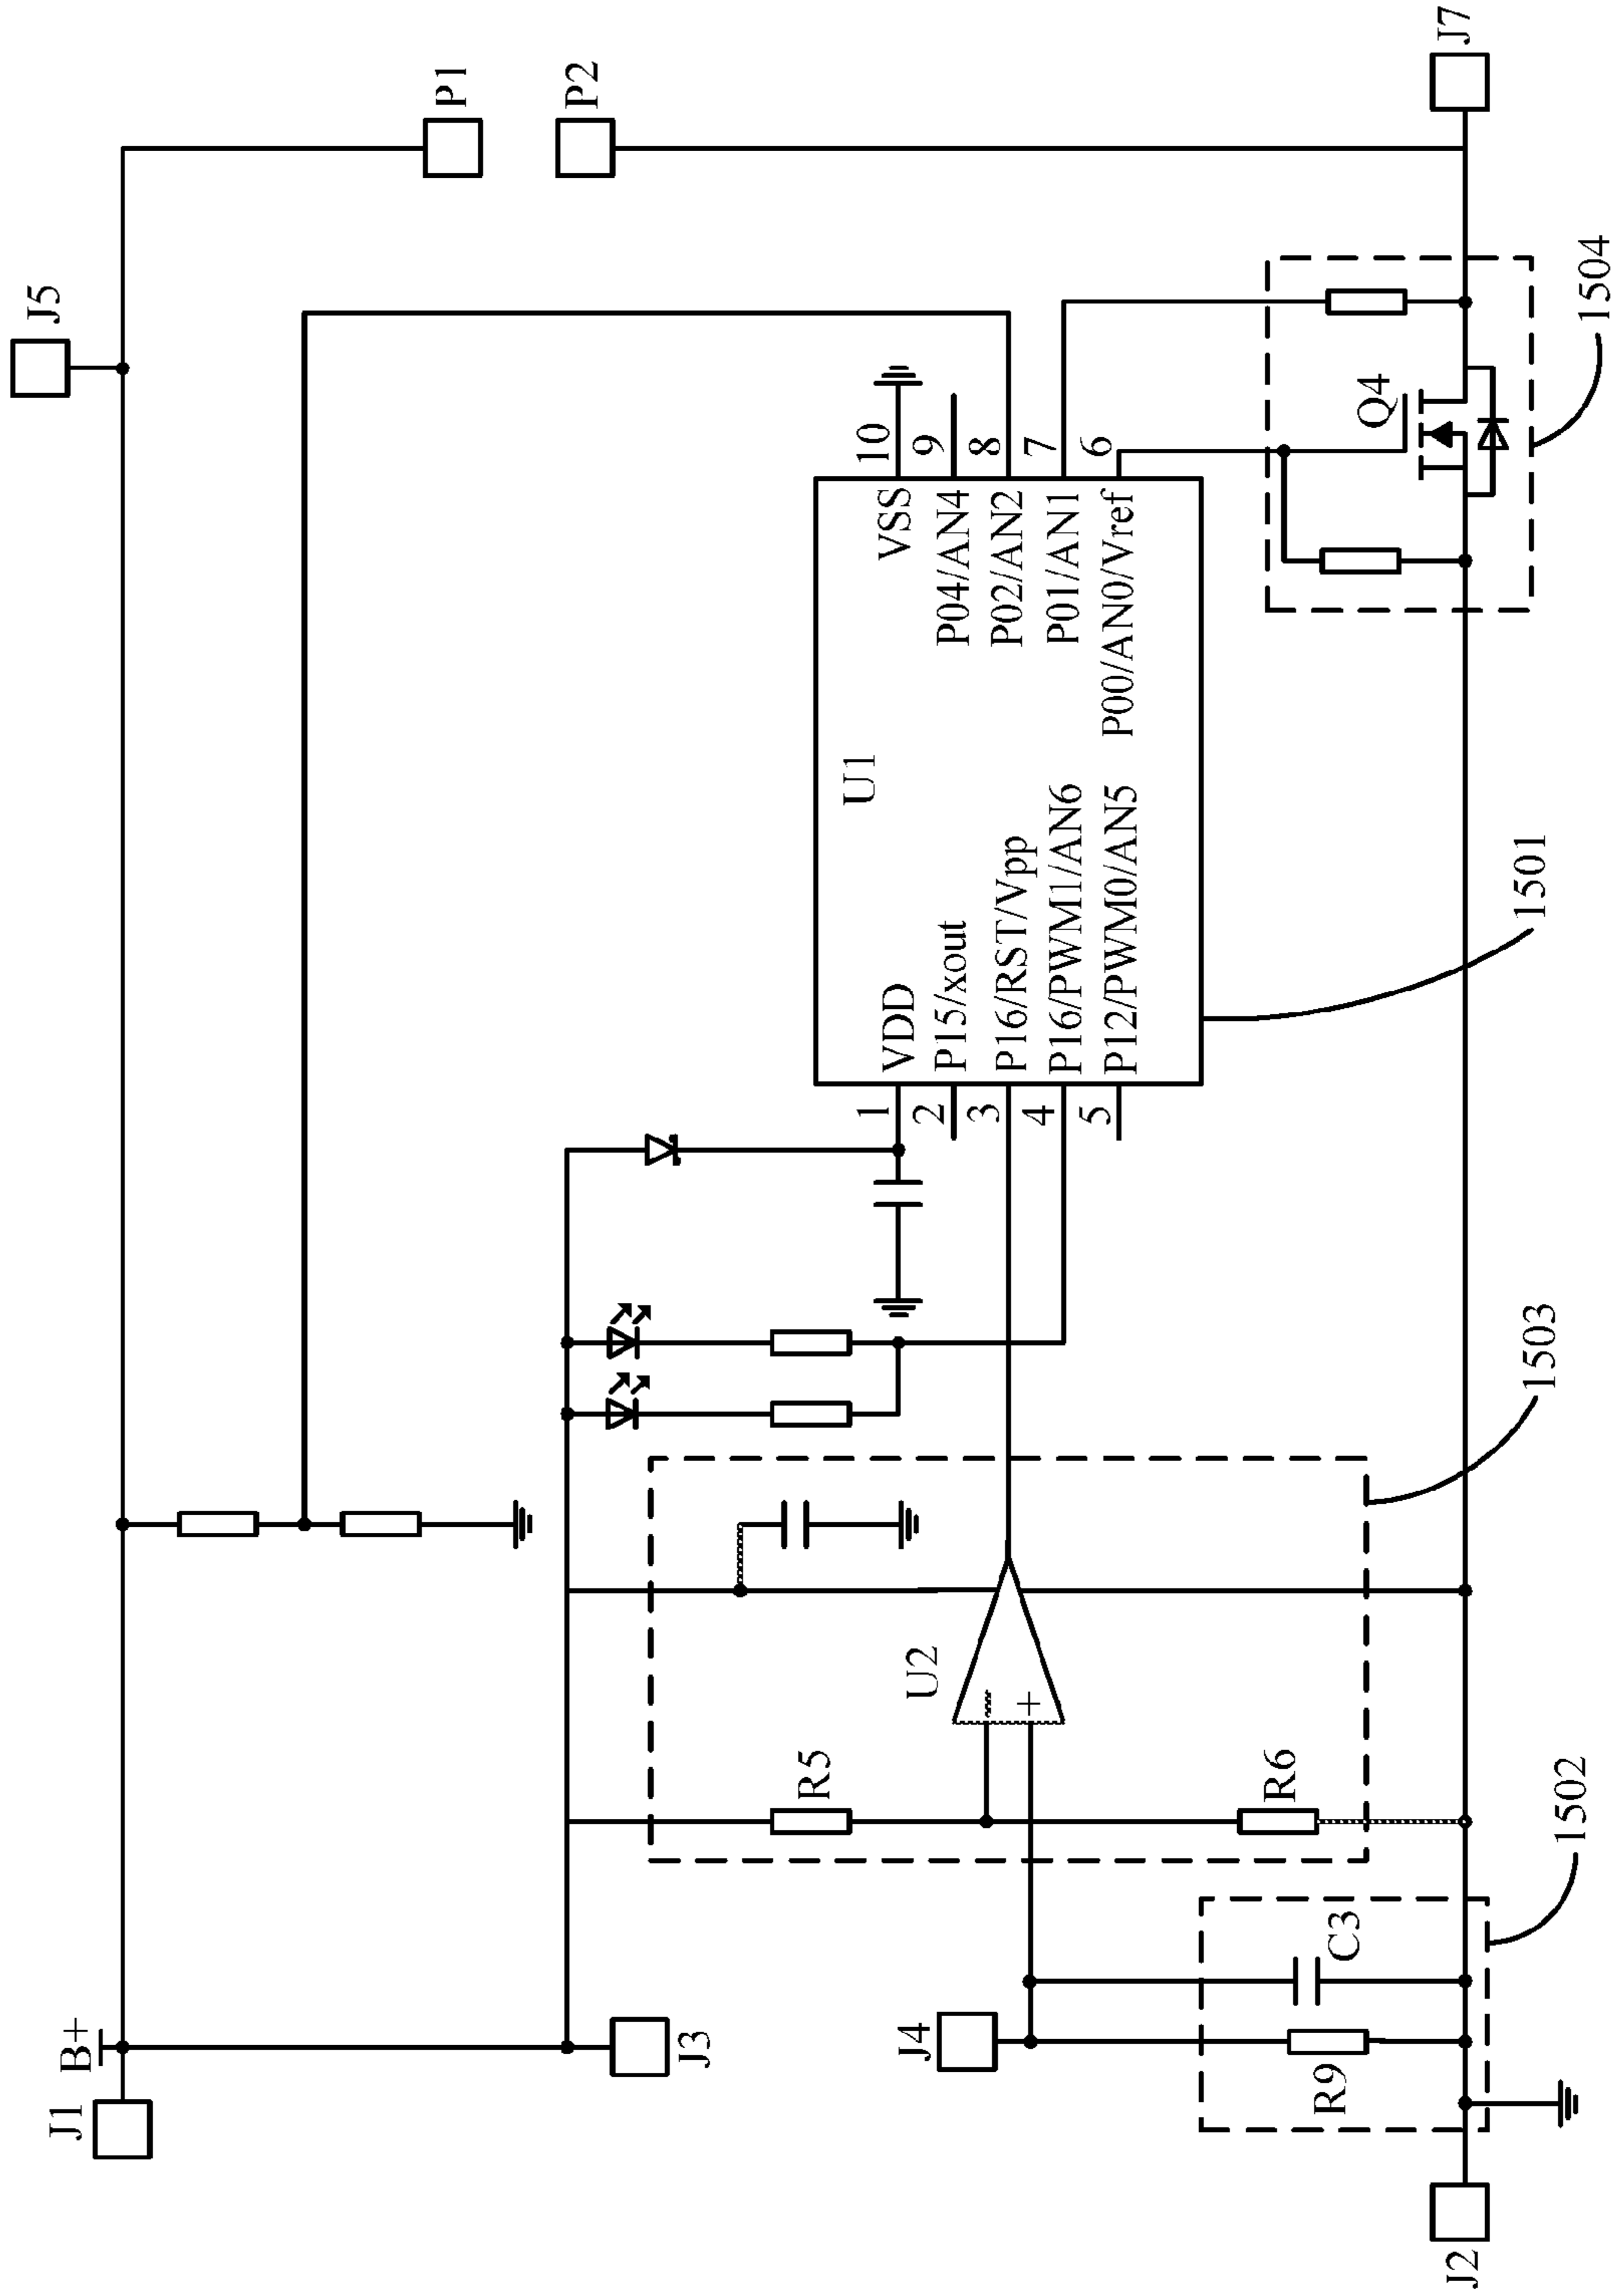 J1
B+
J5
P1
P2
J7
J3
J4
J2
U1
1
VDD
2
P15/xout
3
P16/RST/Vpp
4
P16/PWM1/AN6
5
P12/PWM0/AN5
10
VSS
9
P04/AN4
8
P02/AN2
7
P01/AN1
6
P00/AN0/Vref
U2
-
+
R5
R6
R9
C3
Q4
1502
1503
1501
1504